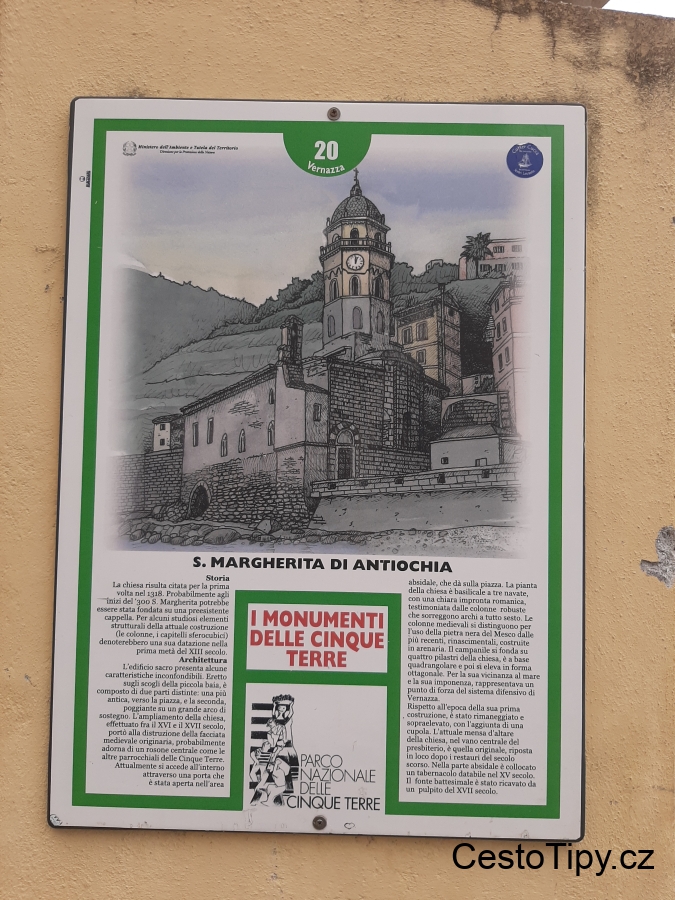 Ministero dell'Ambiente e Tutela del Territorio
Direzione per la Protezione della Natura
20
Vernazza
S. MARGHERITA DI ANTIOCHIA
Storia
La chiesa risulta citata per la prima
volta nel 1318. Probabilmente agli
inizi del '300 S. Margherita potrebbe
essere stata fondata su una preesistente
cappella. Per alcuni studiosi elementi
strutturali della attuale costruzione
(le colonne, i capitelli sferocubici)
denoterebbero una sua datazione nella
prima metà del XIII secolo.
Architettura
L'edificio sacro presenta alcune
caratteristiche inconfondibili. Eretto
sugli scogli della piccola baia, è
composto di due parti distinte: una più
antica, verso la piazza, e la seconda,
poggiante su un grande arco di
sostegno. L'ampliamento della chiesa,
effettuato fra il XVI e il XVII secolo,
portò alla distruzione della facciata
medievale originaria, probabilmente
adorna di un rosone centrale come le
altre parrocchiali delle Cinque Terre.
Attualmente si accede all'interno
attraverso una porta che
è stata aperta nell'area
I MONUMENTI
DELLE CINQUE
TERRE
PARCO
NAZIONALE
DELLE
CINQUE TERRE
absidale, che dà sulla piazza. La pianta
della chiesa è basilicale a tre navate,
con una chiara impronta romanica,
testimoniata dalle colonne robuste
che sorreggono archi a tutto sesto. Le
colonne medievali si distinguono per
l'uso della pietra nera del Mesco dalle
più recenti, rinascimentali, costruite
in arenaria. Il campanile si fonda su
quattro pilastri della chiesa, è a base
quadrangolare e poi si eleva in forma
ottagonale. Per la sua vicinanza al mare
e la sua imponenza, rappresentava un
punto di forza del sistema difensivo di
Vernazza.
Rispetto all'epoca della sua prima
costruzione, è stato rimaneggiato e
sopraelevato, con l'aggiunta di una
cupola. L'attuale mensa d'altare
della chiesa, nel vano centrale del
presbiterio, è quella originale, riposta
in loco dopo i restauri del secolo
scorso. Nella parte absidale è collocato
un tabernacolo databile nel XV secolo.
Il fonte battesimale è stato ricavato da
un pulpito del XVII secolo.
CestoTipy.cz